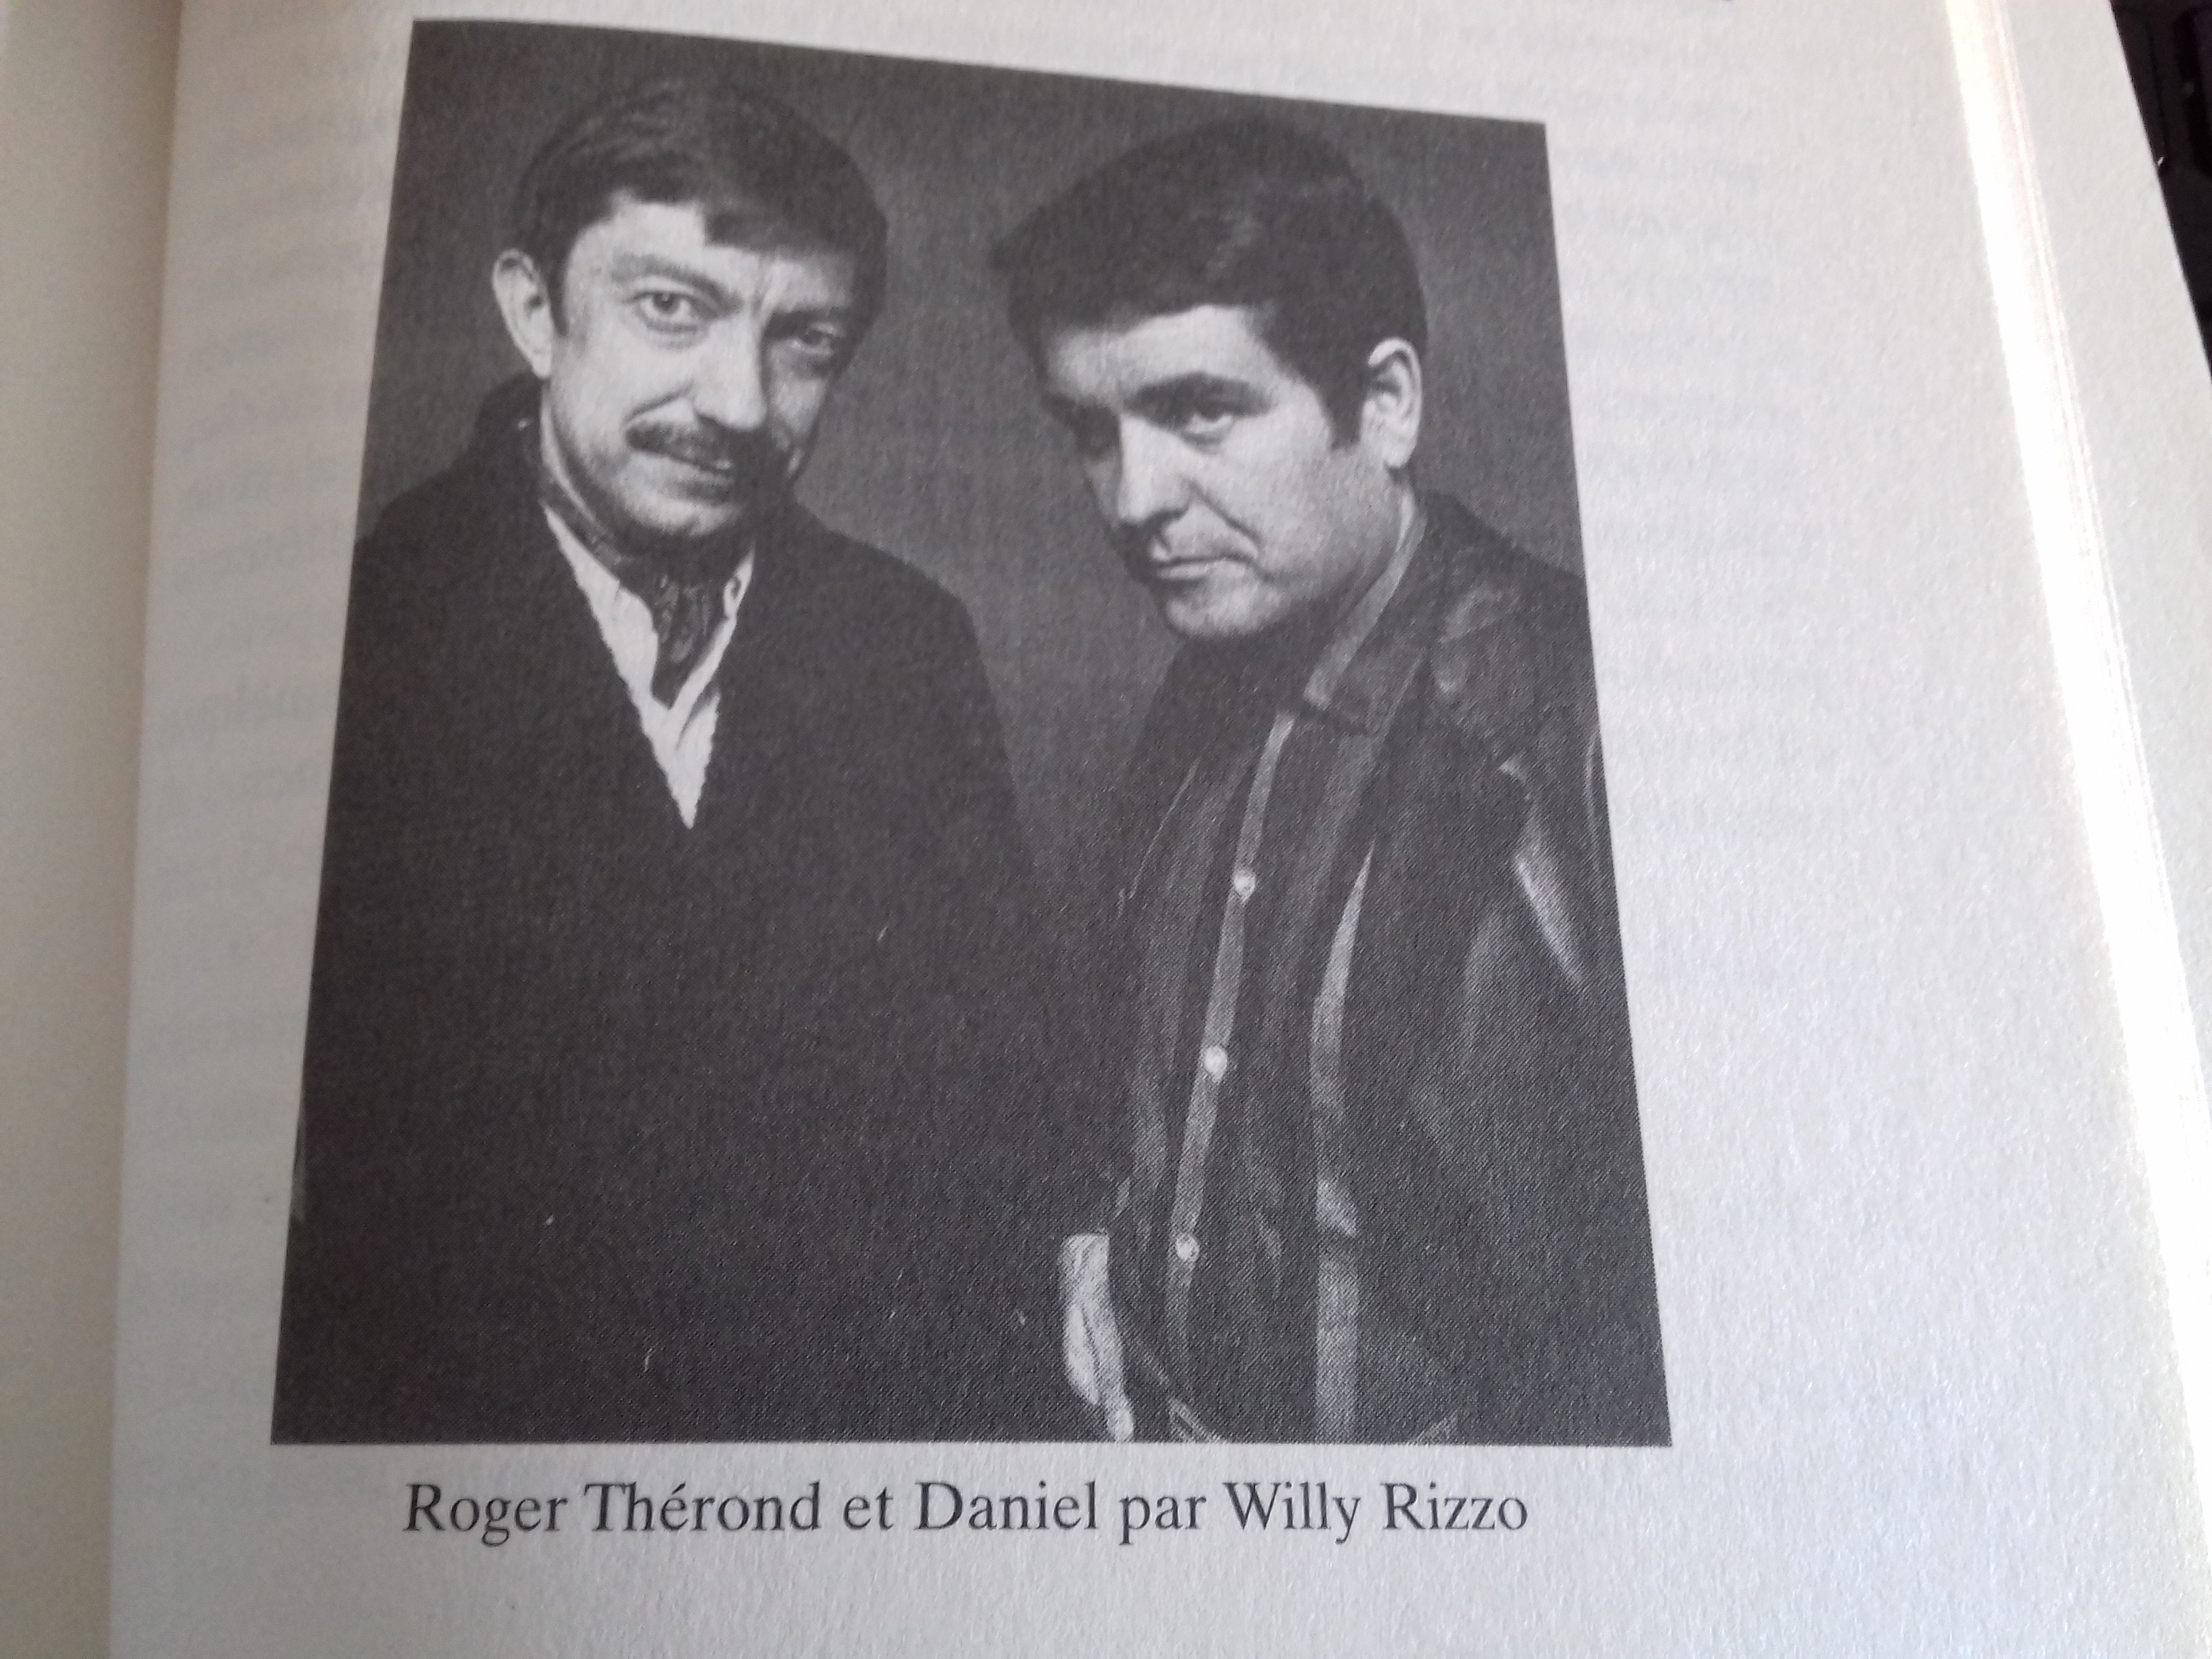 Roger Thérond et Daniel par Willy Rizzo